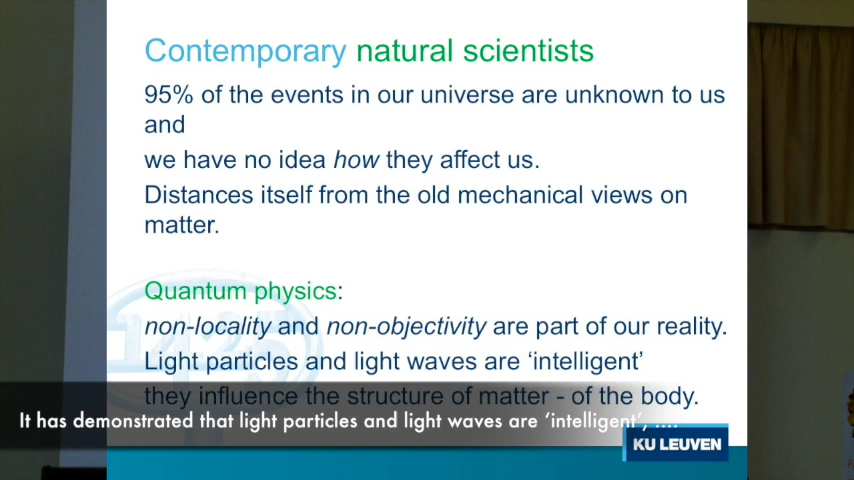 Contemporary natural scientists
95% of the events in our universe are unknown to us
and
we have no idea how they affect us.
Distances itself from the old mechanical views on
matter.
Quantum physics:
non-locality and non-objectivity are part of our reality.
Light particles and light waves are ‘intelligent’
they influence the structure of matter - of the body.
It has demonstrated that light particles and light waves are ‘intelligent’, ....
KU LEUVEN
1425